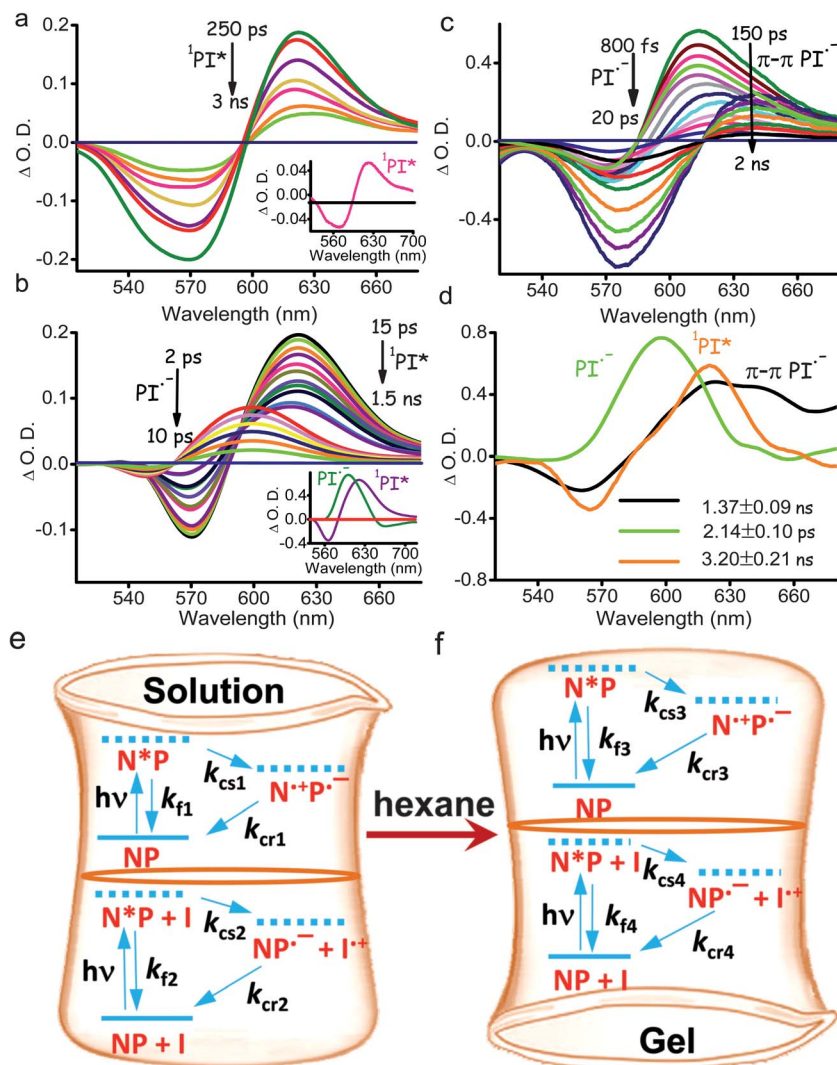 a
0.2
0.1
0.0
-0.1
-0.2
Δ O. D.
250 ps
¹PI*
3 ns
540 570 600 630 660
Wavelength (nm)
0.04
0.00
-0.04
Δ O. D.
¹PI*
560 630 700
Wavelength (nm)
b
0.2
0.1
0.0
-0.1
Δ O. D.
2 ps
PI·⁻
10 ps
15 ps
¹PI*
1.5 ns
540 570 600 630 660
Wavelength (nm)
PI·⁻ ¹PI*
0.4
0.0
-0.4
Δ O. D.
560 630 700
Wavelength (nm)
c
0.4
0.0
-0.4
Δ O. D.
800 fs
PI·⁻
20 ps
150 ps
π-π PI·⁻
2 ns
540 570 600 630 660
Wavelength (nm)
d
0.8
0.4
0.0
-0.4
-0.8
Δ O. D.
PI·⁻
¹PI*
π-π PI·⁻
1.37±0.09 ns
2.14±0.10 ps
3.20±0.21 ns
540 570 600 630 660
Wavelength (nm)
e
Solution
N*P
kcs1
N·⁺P·⁻
hν
kf1
kcr1
NP
N*P + I
kcs2
NP·⁻ + I·⁺
hν
kf2
kcr2
NP + I
hexane
f
N*P
kcs3
N·⁺P·⁻
hν
kf3
kcr3
NP
N*P + I
kcs4
NP·⁻ + I·⁺
hν
kf4
kcr4
NP + I
Gel